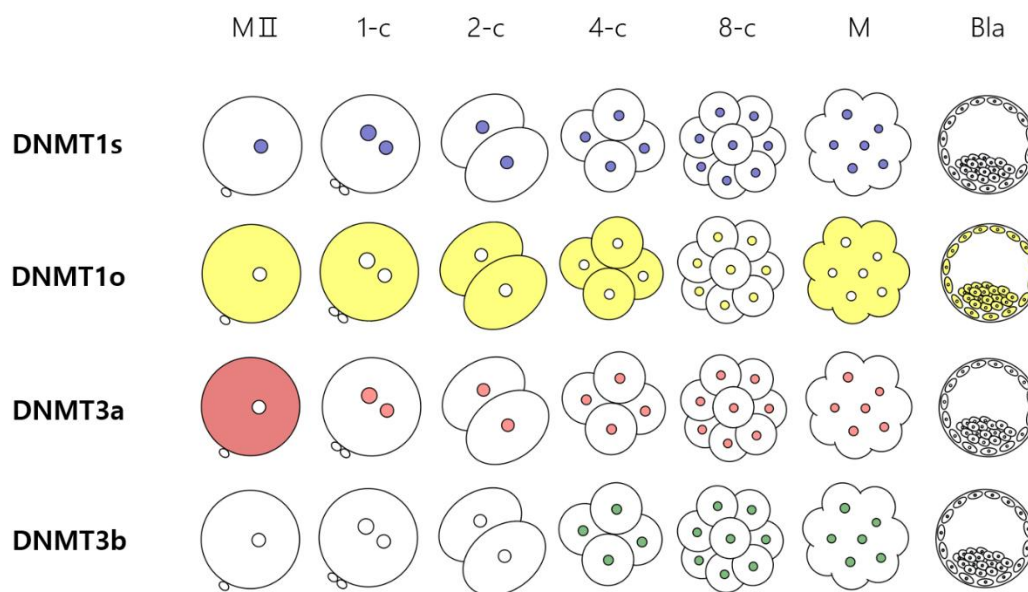 MⅡ 1-c 2-c 4-c 8-c M Bla
DNMT1s
DNMT1o
DNMT3a
DNMT3b